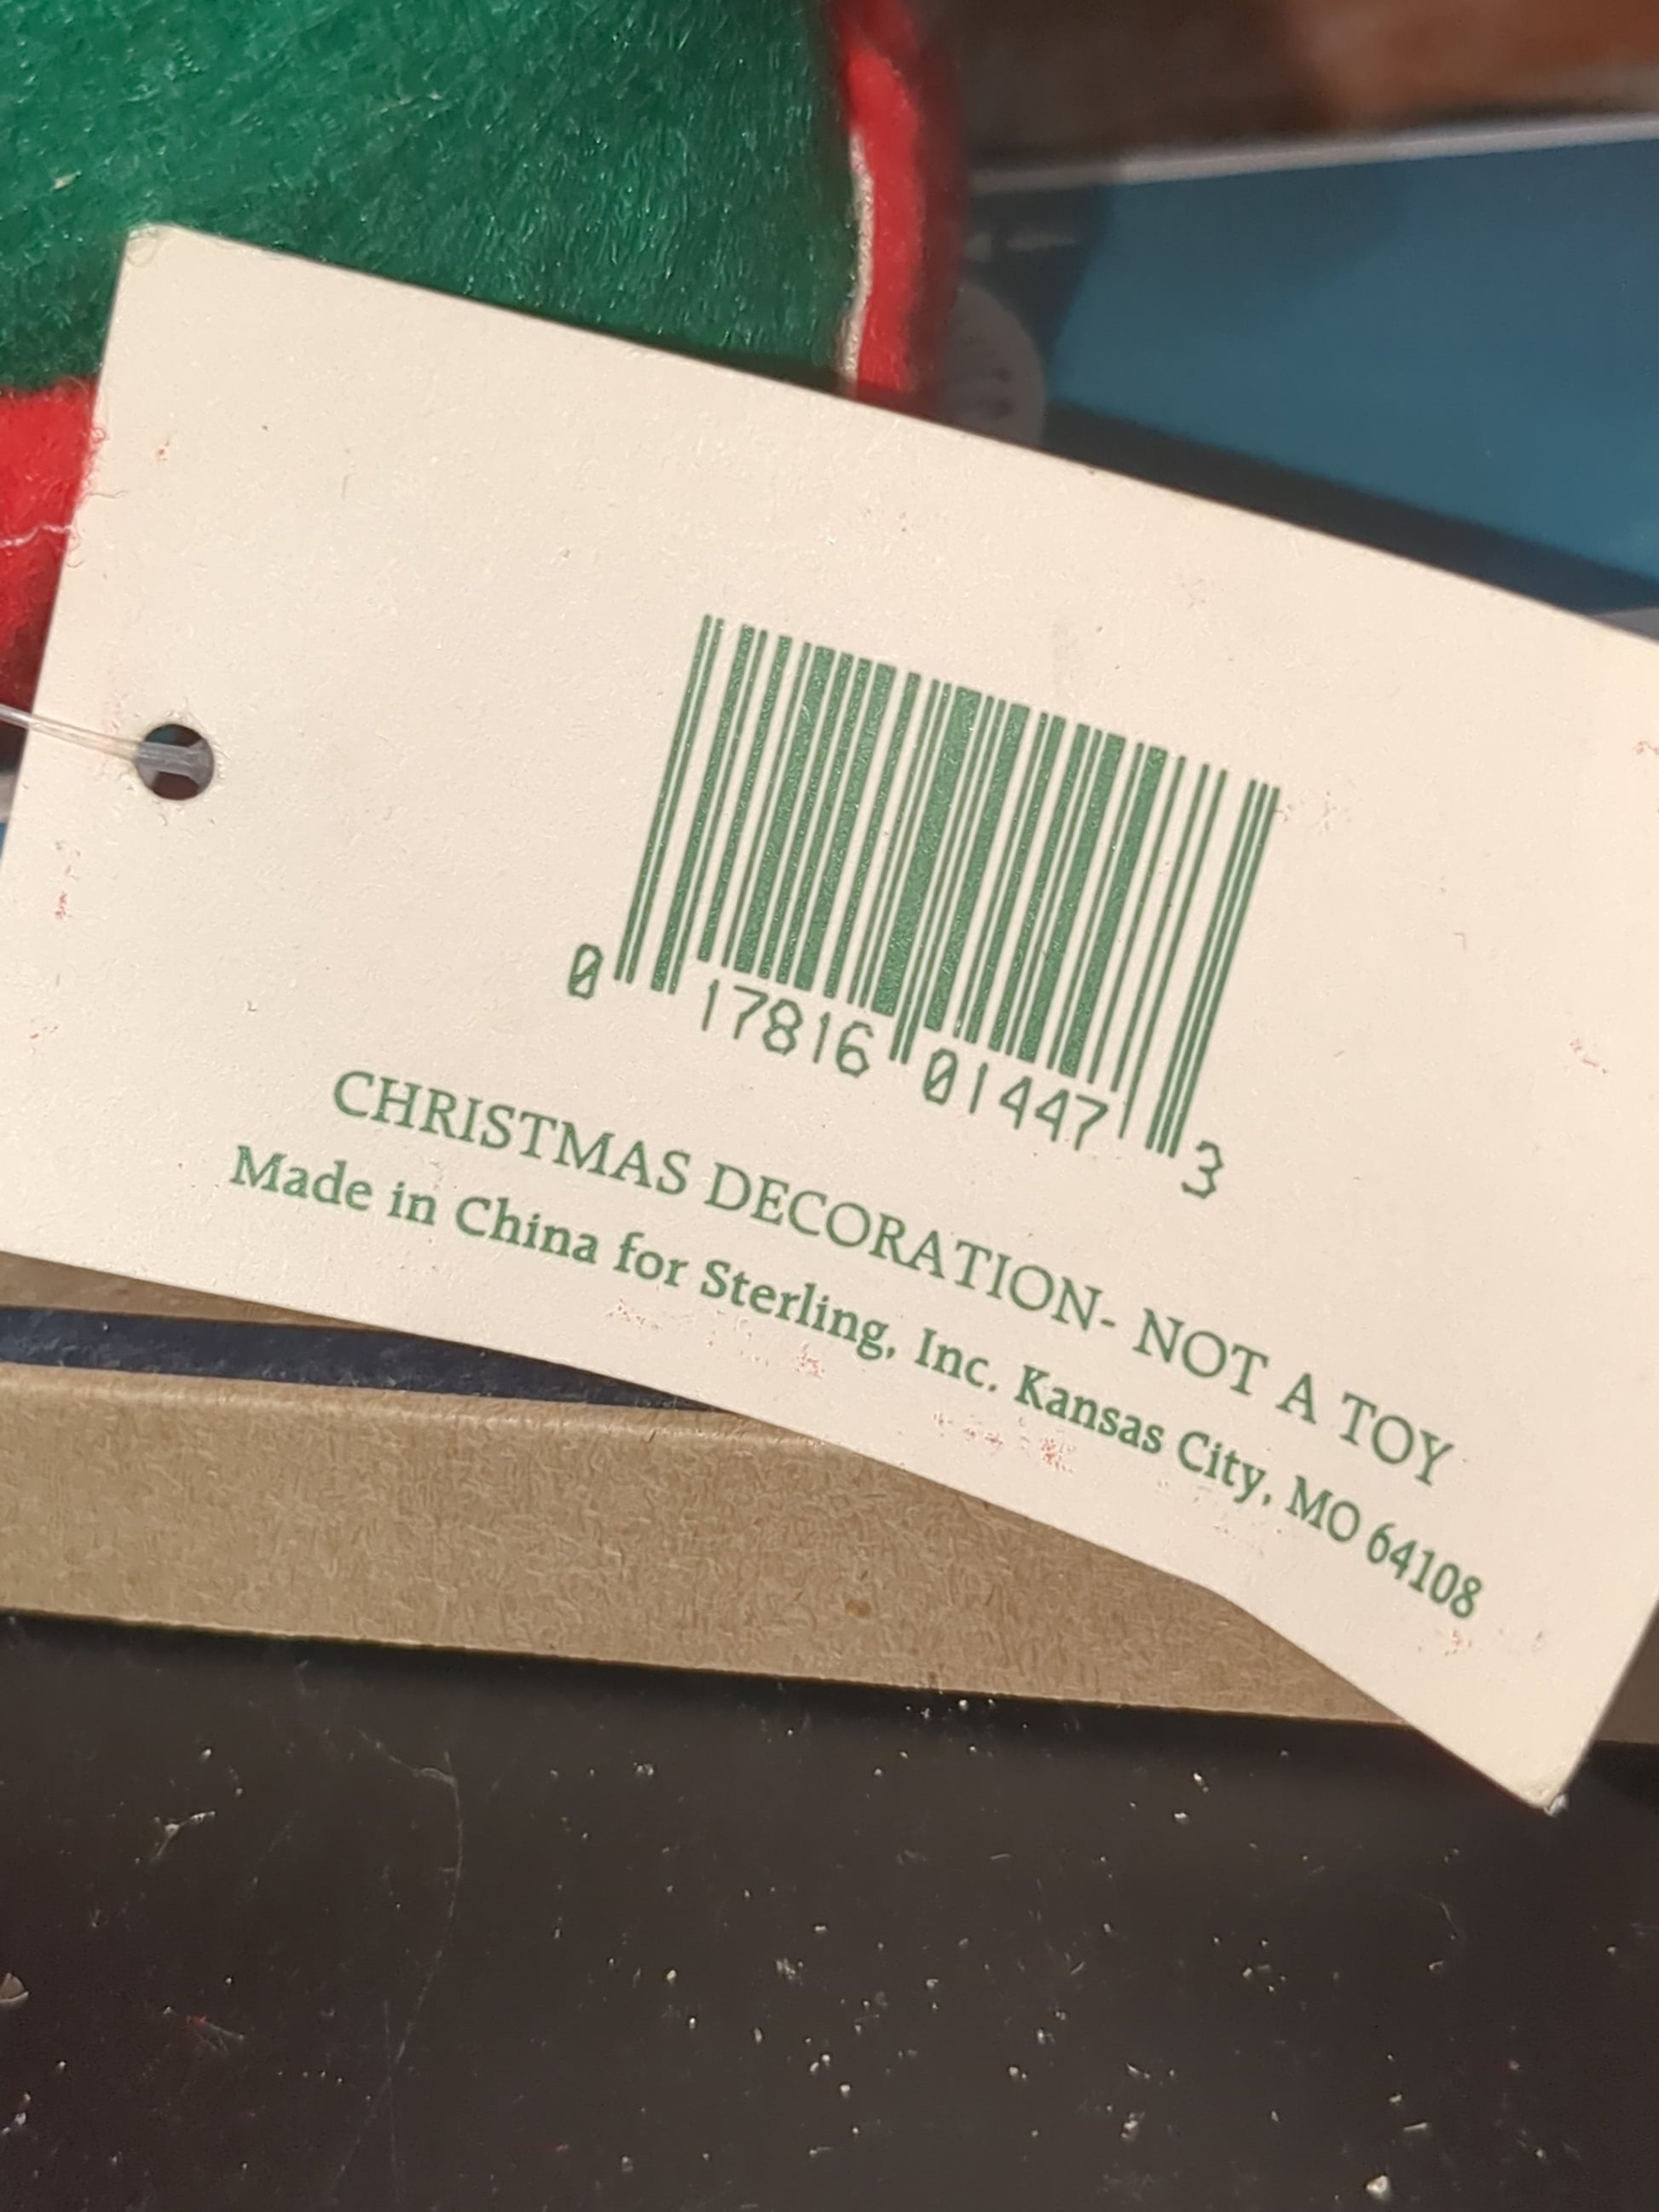 0 17816 01447 3
CHRISTMAS DECORATION- NOT A TOY
Made in China for Sterling, Inc. Kansas City, MO 64108